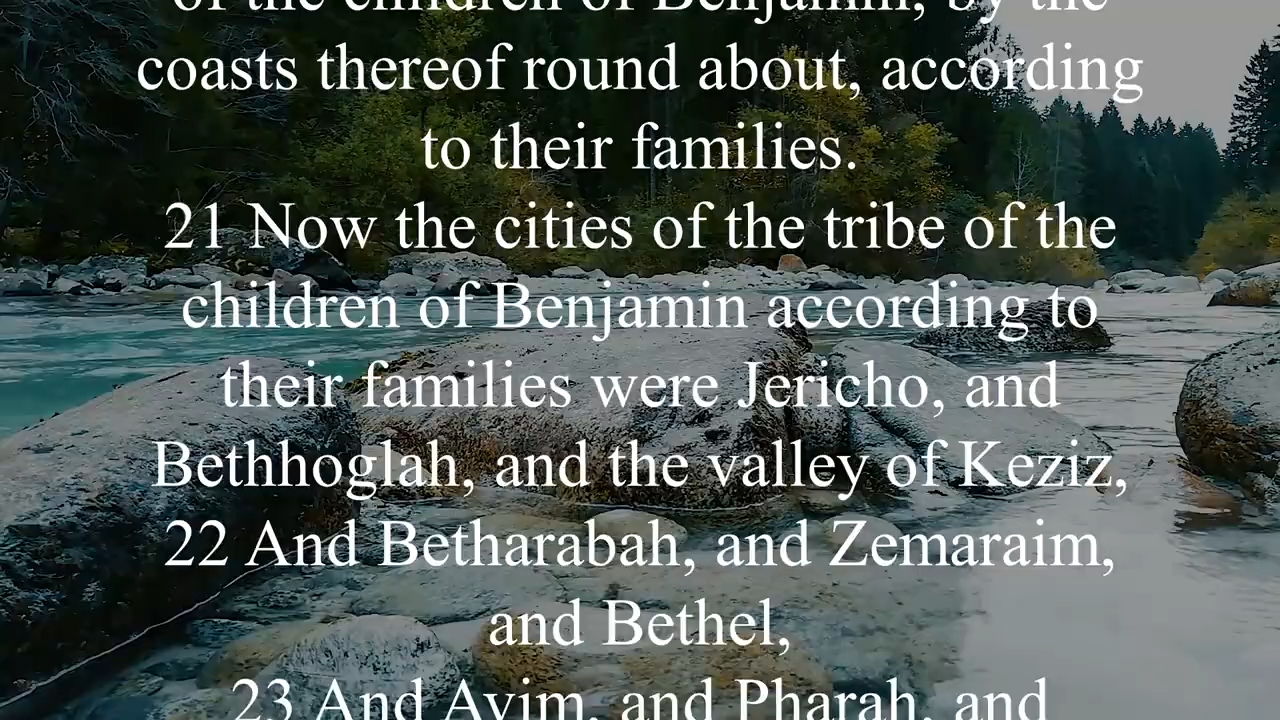 of the children of Benjamin, by the
coasts thereof round about, according
to their families.
21 Now the cities of the tribe of the
children of Benjamin according to
their families were Jericho, and
Bethhoglah, and the valley of Keziz,
22 And Betharabah, and Zemaraim,
and Bethel,
23 And Avim, and Pharah, and